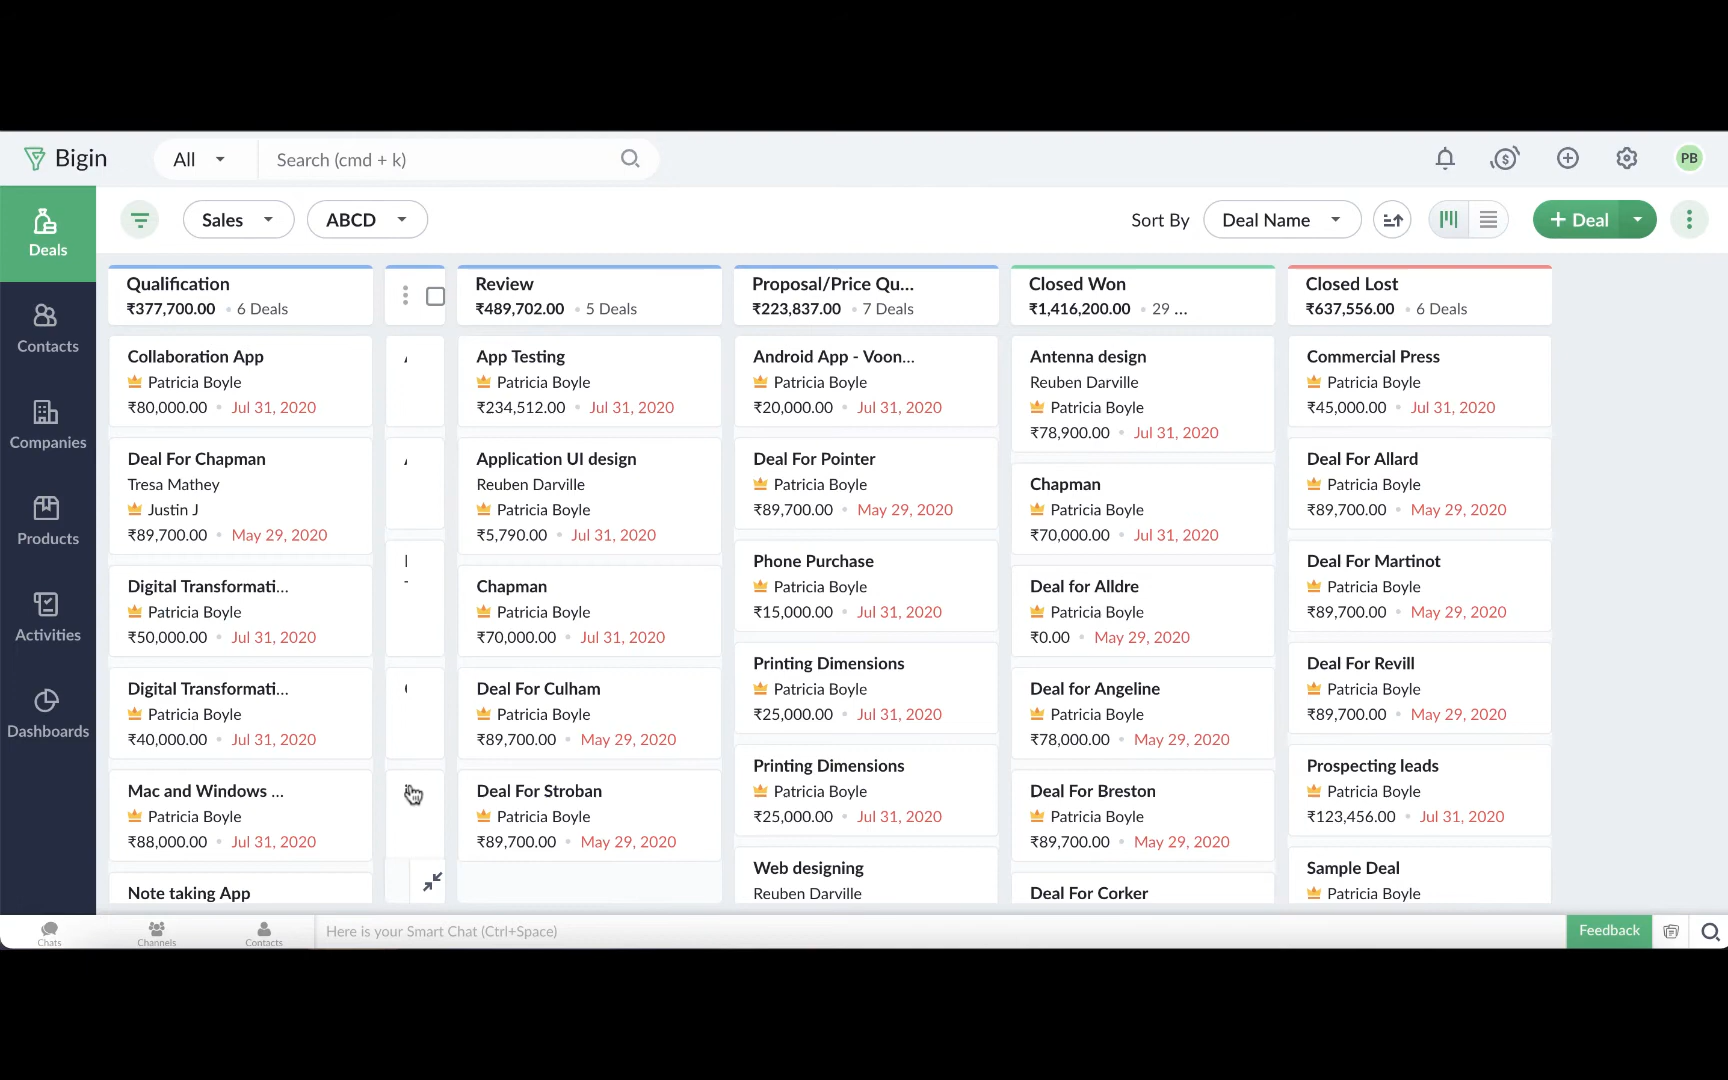 Bigin
All
Search (cmd + k)
PB
Deals
Contacts
Companies
Products
Activities
Dashboards
Sales
ABCD
Sort By
Deal Name
+ Deal
Qualification
₹377,700.00 • 6 Deals
Collaboration App
Patricia Boyle
₹80,000.00 • Jul 31, 2020
Deal For Chapman
Tresa Mathey
Justin J
₹89,700.00 • May 29, 2020
Digital Transformati...
Patricia Boyle
₹50,000.00 • Jul 31, 2020
Digital Transformati...
Patricia Boyle
₹40,000.00 • Jul 31, 2020
Mac and Windows ...
Patricia Boyle
₹88,000.00 • Jul 31, 2020
Note taking App
Review
₹489,702.00 • 5 Deals
App Testing
Patricia Boyle
₹234,512.00 • Jul 31, 2020
Application UI design
Reuben Darville
Patricia Boyle
₹5,790.00 • Jul 31, 2020
Chapman
Patricia Boyle
₹70,000.00 • Jul 31, 2020
Deal For Culham
Patricia Boyle
₹89,700.00 • May 29, 2020
Deal For Stroban
Patricia Boyle
₹89,700.00 • May 29, 2020
Proposal/Price Qu...
₹223,837.00 • 7 Deals
Android App - Voon...
Patricia Boyle
₹20,000.00 • Jul 31, 2020
Deal For Pointer
Patricia Boyle
₹89,700.00 • May 29, 2020
Phone Purchase
Patricia Boyle
₹15,000.00 • Jul 31, 2020
Printing Dimensions
Patricia Boyle
₹25,000.00 • Jul 31, 2020
Printing Dimensions
Patricia Boyle
₹25,000.00 • Jul 31, 2020
Web designing
Reuben Darville
Closed Won
₹1,416,200.00 • 29 ...
Antenna design
Reuben Darville
Patricia Boyle
₹78,900.00 • Jul 31, 2020
Chapman
Patricia Boyle
₹70,000.00 • Jul 31, 2020
Deal for Alldre
Patricia Boyle
₹0.00 • May 29, 2020
Deal for Angeline
Patricia Boyle
₹78,000.00 • May 29, 2020
Deal For Breston
Patricia Boyle
₹89,700.00 • May 29, 2020
Deal For Corker
Closed Lost
₹637,556.00 • 6 Deals
Commercial Press
Patricia Boyle
₹45,000.00 • Jul 31, 2020
Deal For Allard
Patricia Boyle
₹89,700.00 • May 29, 2020
Deal For Martinot
Patricia Boyle
₹89,700.00 • May 29, 2020
Deal For Revill
Patricia Boyle
₹89,700.00 • May 29, 2020
Prospecting leads
Patricia Boyle
₹123,456.00 • Jul 31, 2020
Sample Deal
Patricia Boyle
Chats
Channels
Contacts
Here is your Smart Chat (Ctrl+Space)
Feedback